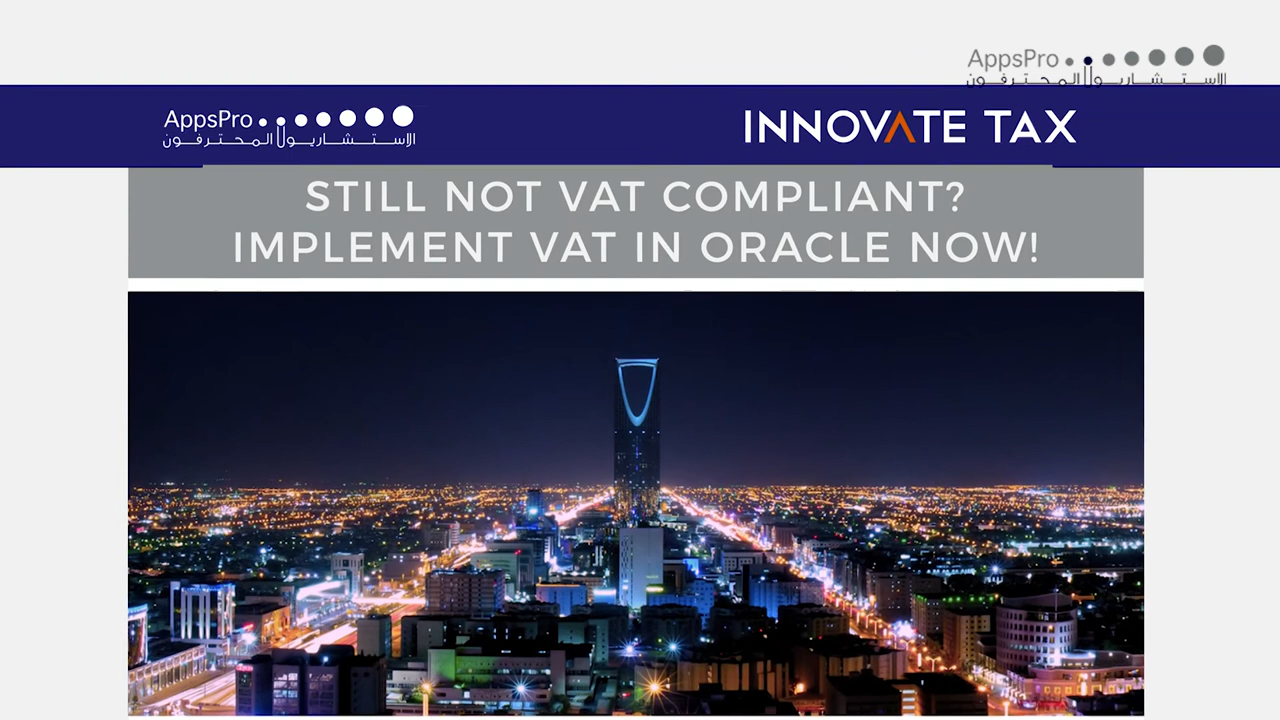 AppsPro
الاستشاريون المحترفون
AppsPro
الاستشاريون المحترفون
INNOVATE TAX
STILL NOT VAT COMPLIANT?
IMPLEMENT VAT IN ORACLE NOW!